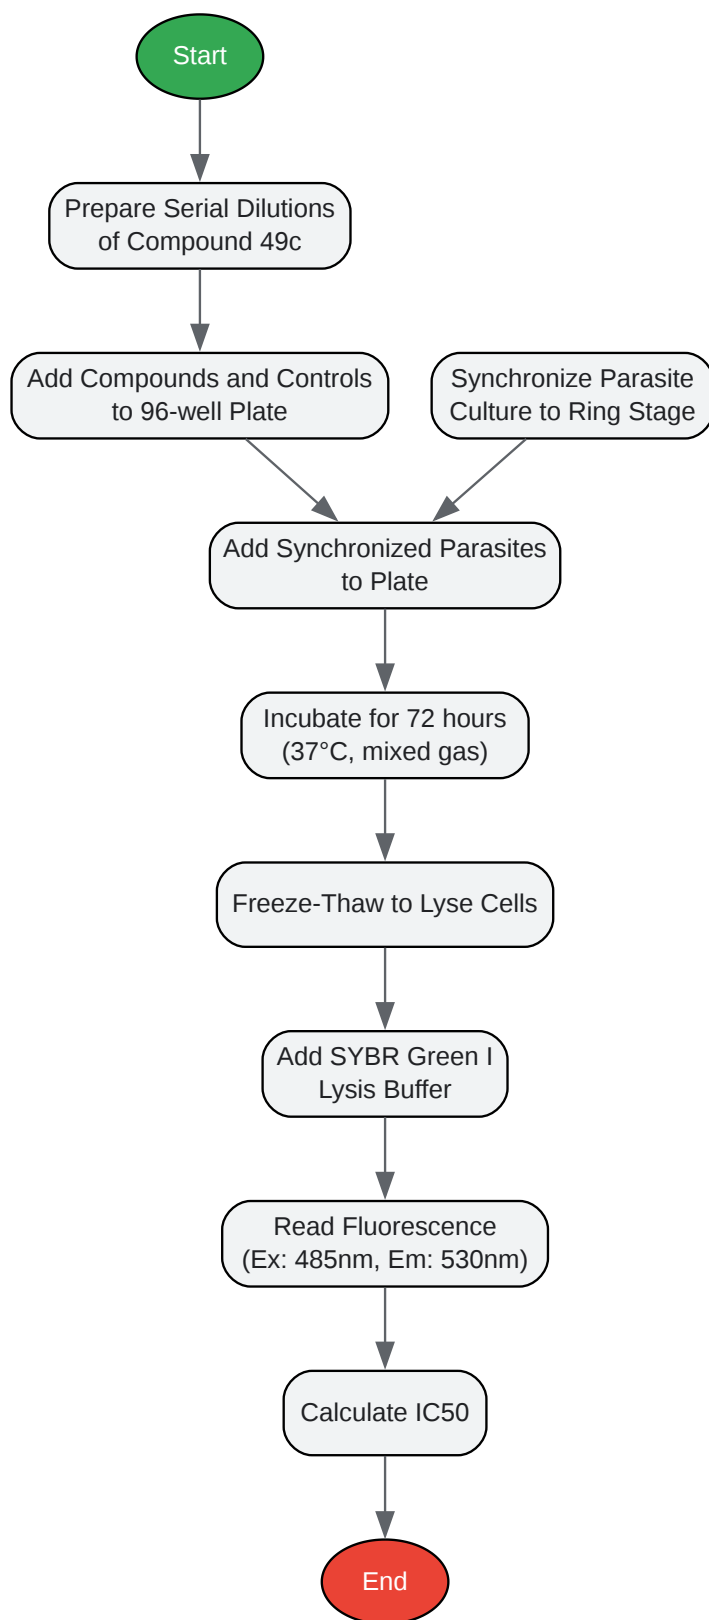 Start
Prepare Serial Dilutions
of Compound 49c
Add Compounds and Controls
to 96-well Plate
Synchronize Parasite
Culture to Ring Stage
Add Synchronized Parasites
to Plate
Incubate for 72 hours
(37°C, mixed gas)
Freeze-Thaw to Lyse Cells
Add SYBR Green I
Lysis Buffer
Read Fluorescence
(Ex: 485nm, Em: 530nm)
Calculate IC50
End